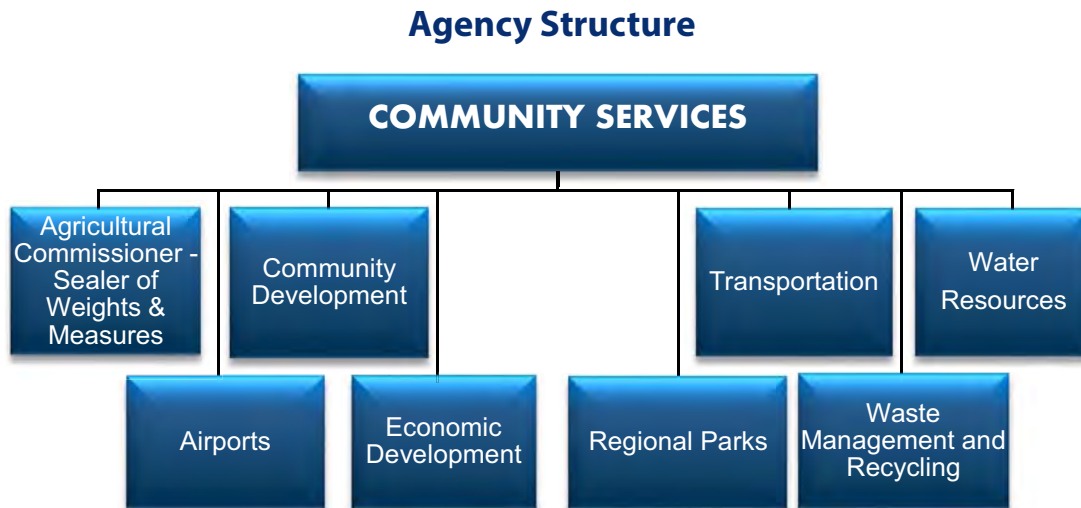 Agency Structure
COMMUNITY SERVICES
Agricultural
Commissioner -
Sealer of
Weights &
Measures
Community
Development
Transportation
Water
Resources
Airports
Economic
Development
Regional Parks
Waste
Management and
Recycling